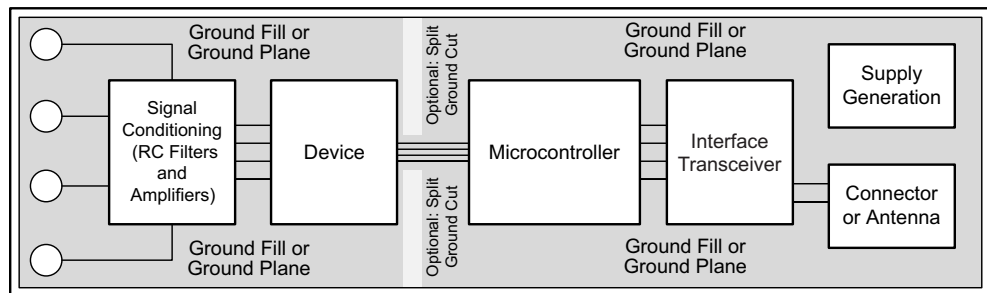 Ground Fill or
Ground Plane
Optional: Split
Ground Cut
Ground Fill or
Ground Plane
Supply
Generation
Signal
Conditioning
(RC Filters
and
Amplifiers)
Device
Microcontroller
Interface
Transceiver
Connector
or Antenna
Ground Fill or
Ground Plane
Optional: Split
Ground Cut
Ground Fill or
Ground Plane